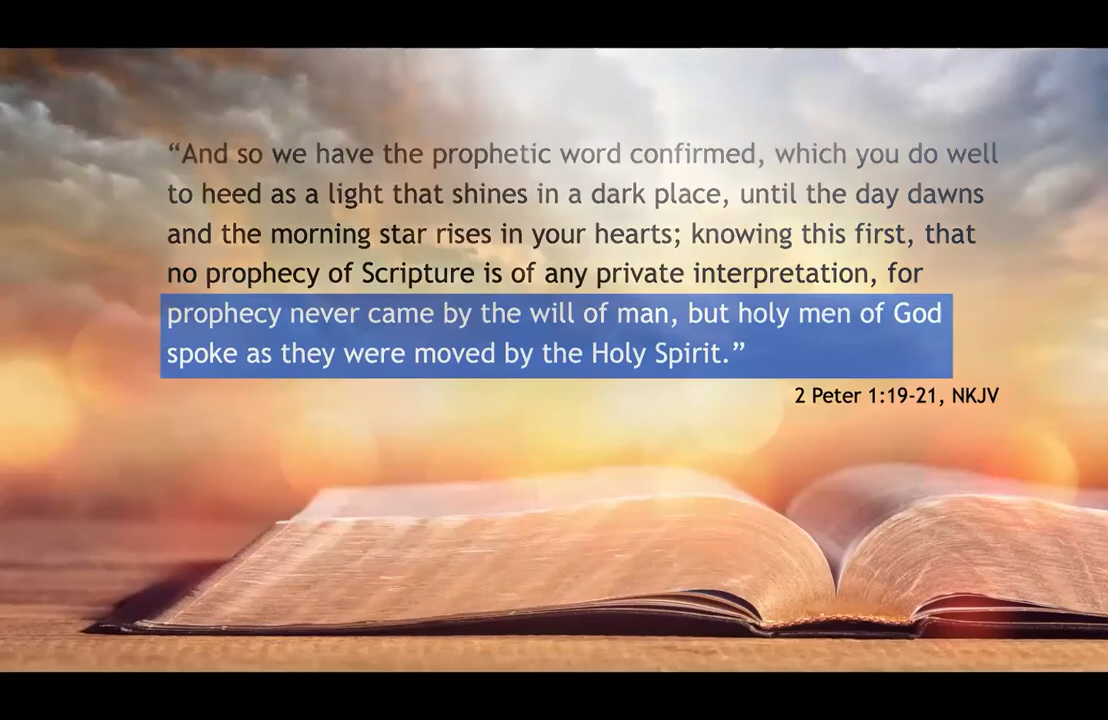 “And so we have the prophetic word confirmed, which you do well
to heed as a light that shines in a dark place, until the day dawns
and the morning star rises in your hearts; knowing this first, that
no prophecy of Scripture is of any private interpretation, for
prophecy never came by the will of man, but holy men of God
spoke as they were moved by the Holy Spirit.”
2 Peter 1:19-21, NKJV